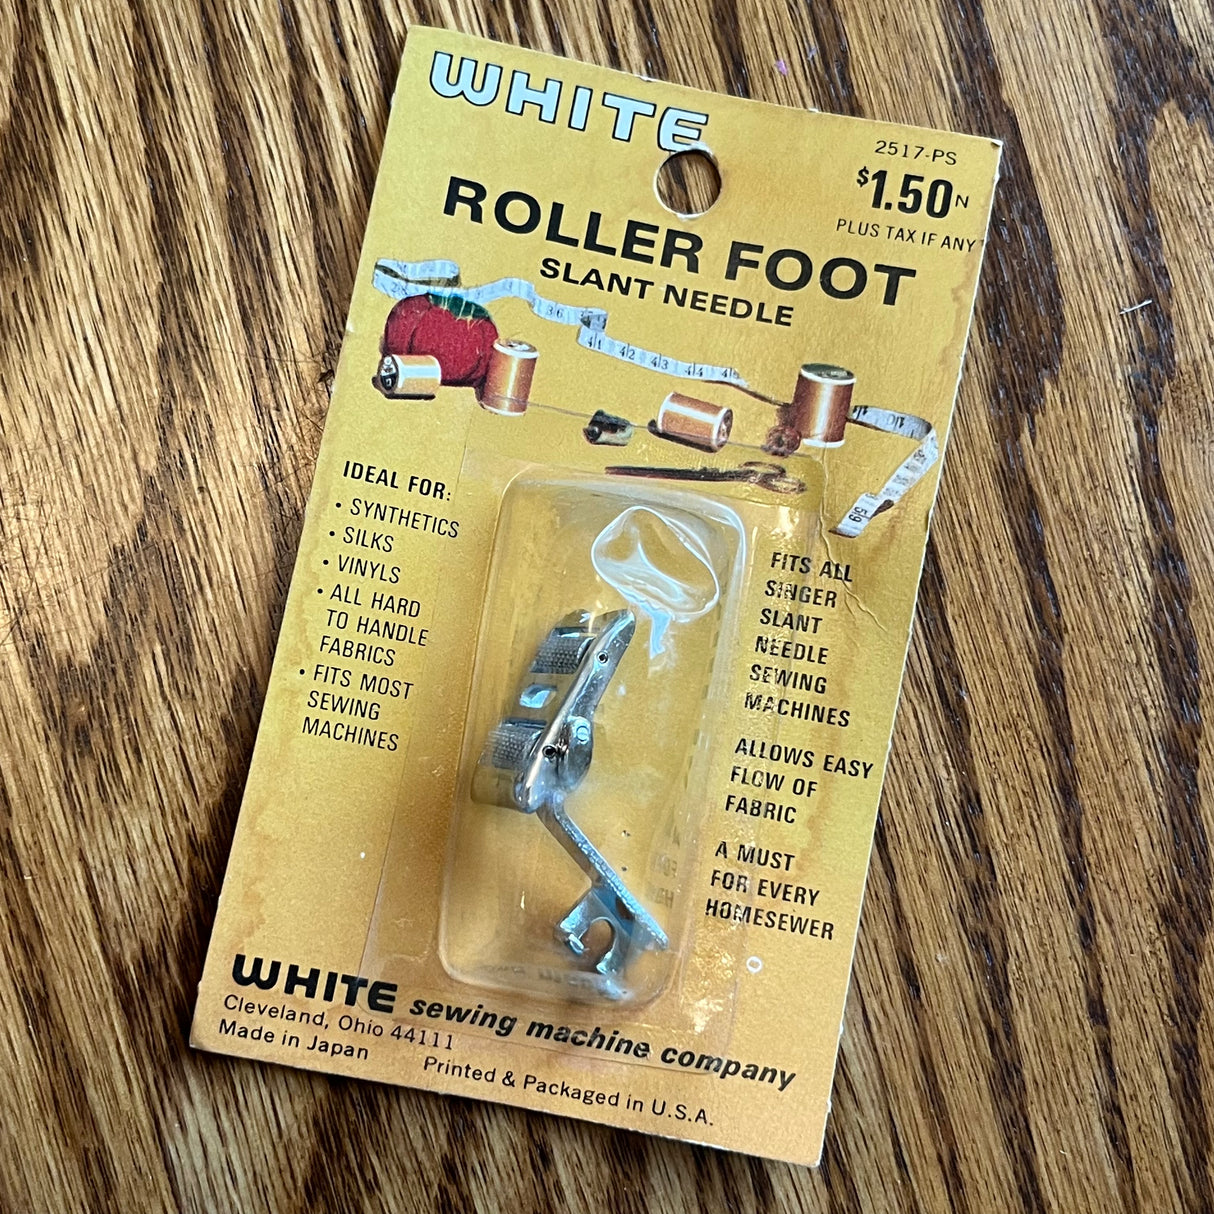 WHITE
2517-PS
$1.50 N
PLUS TAX IF ANY
ROLLER FOOT
SLANT NEEDLE
IDEAL FOR:
• SYNTHETICS
• SILKS
• VINYLS
• ALL HARD
TO HANDLE
FABRICS
• FITS MOST
SEWING
MACHINES
FITS ALL
SINGER
SLANT
NEEDLE
SEWING
MACHINES
ALLOWS EASY
FLOW OF
FABRIC
A MUST
FOR EVERY
HOMESEWER
WHITE sewing machine company
Cleveland, Ohio 44111
Made in Japan
Printed & Packaged in U.S.A.